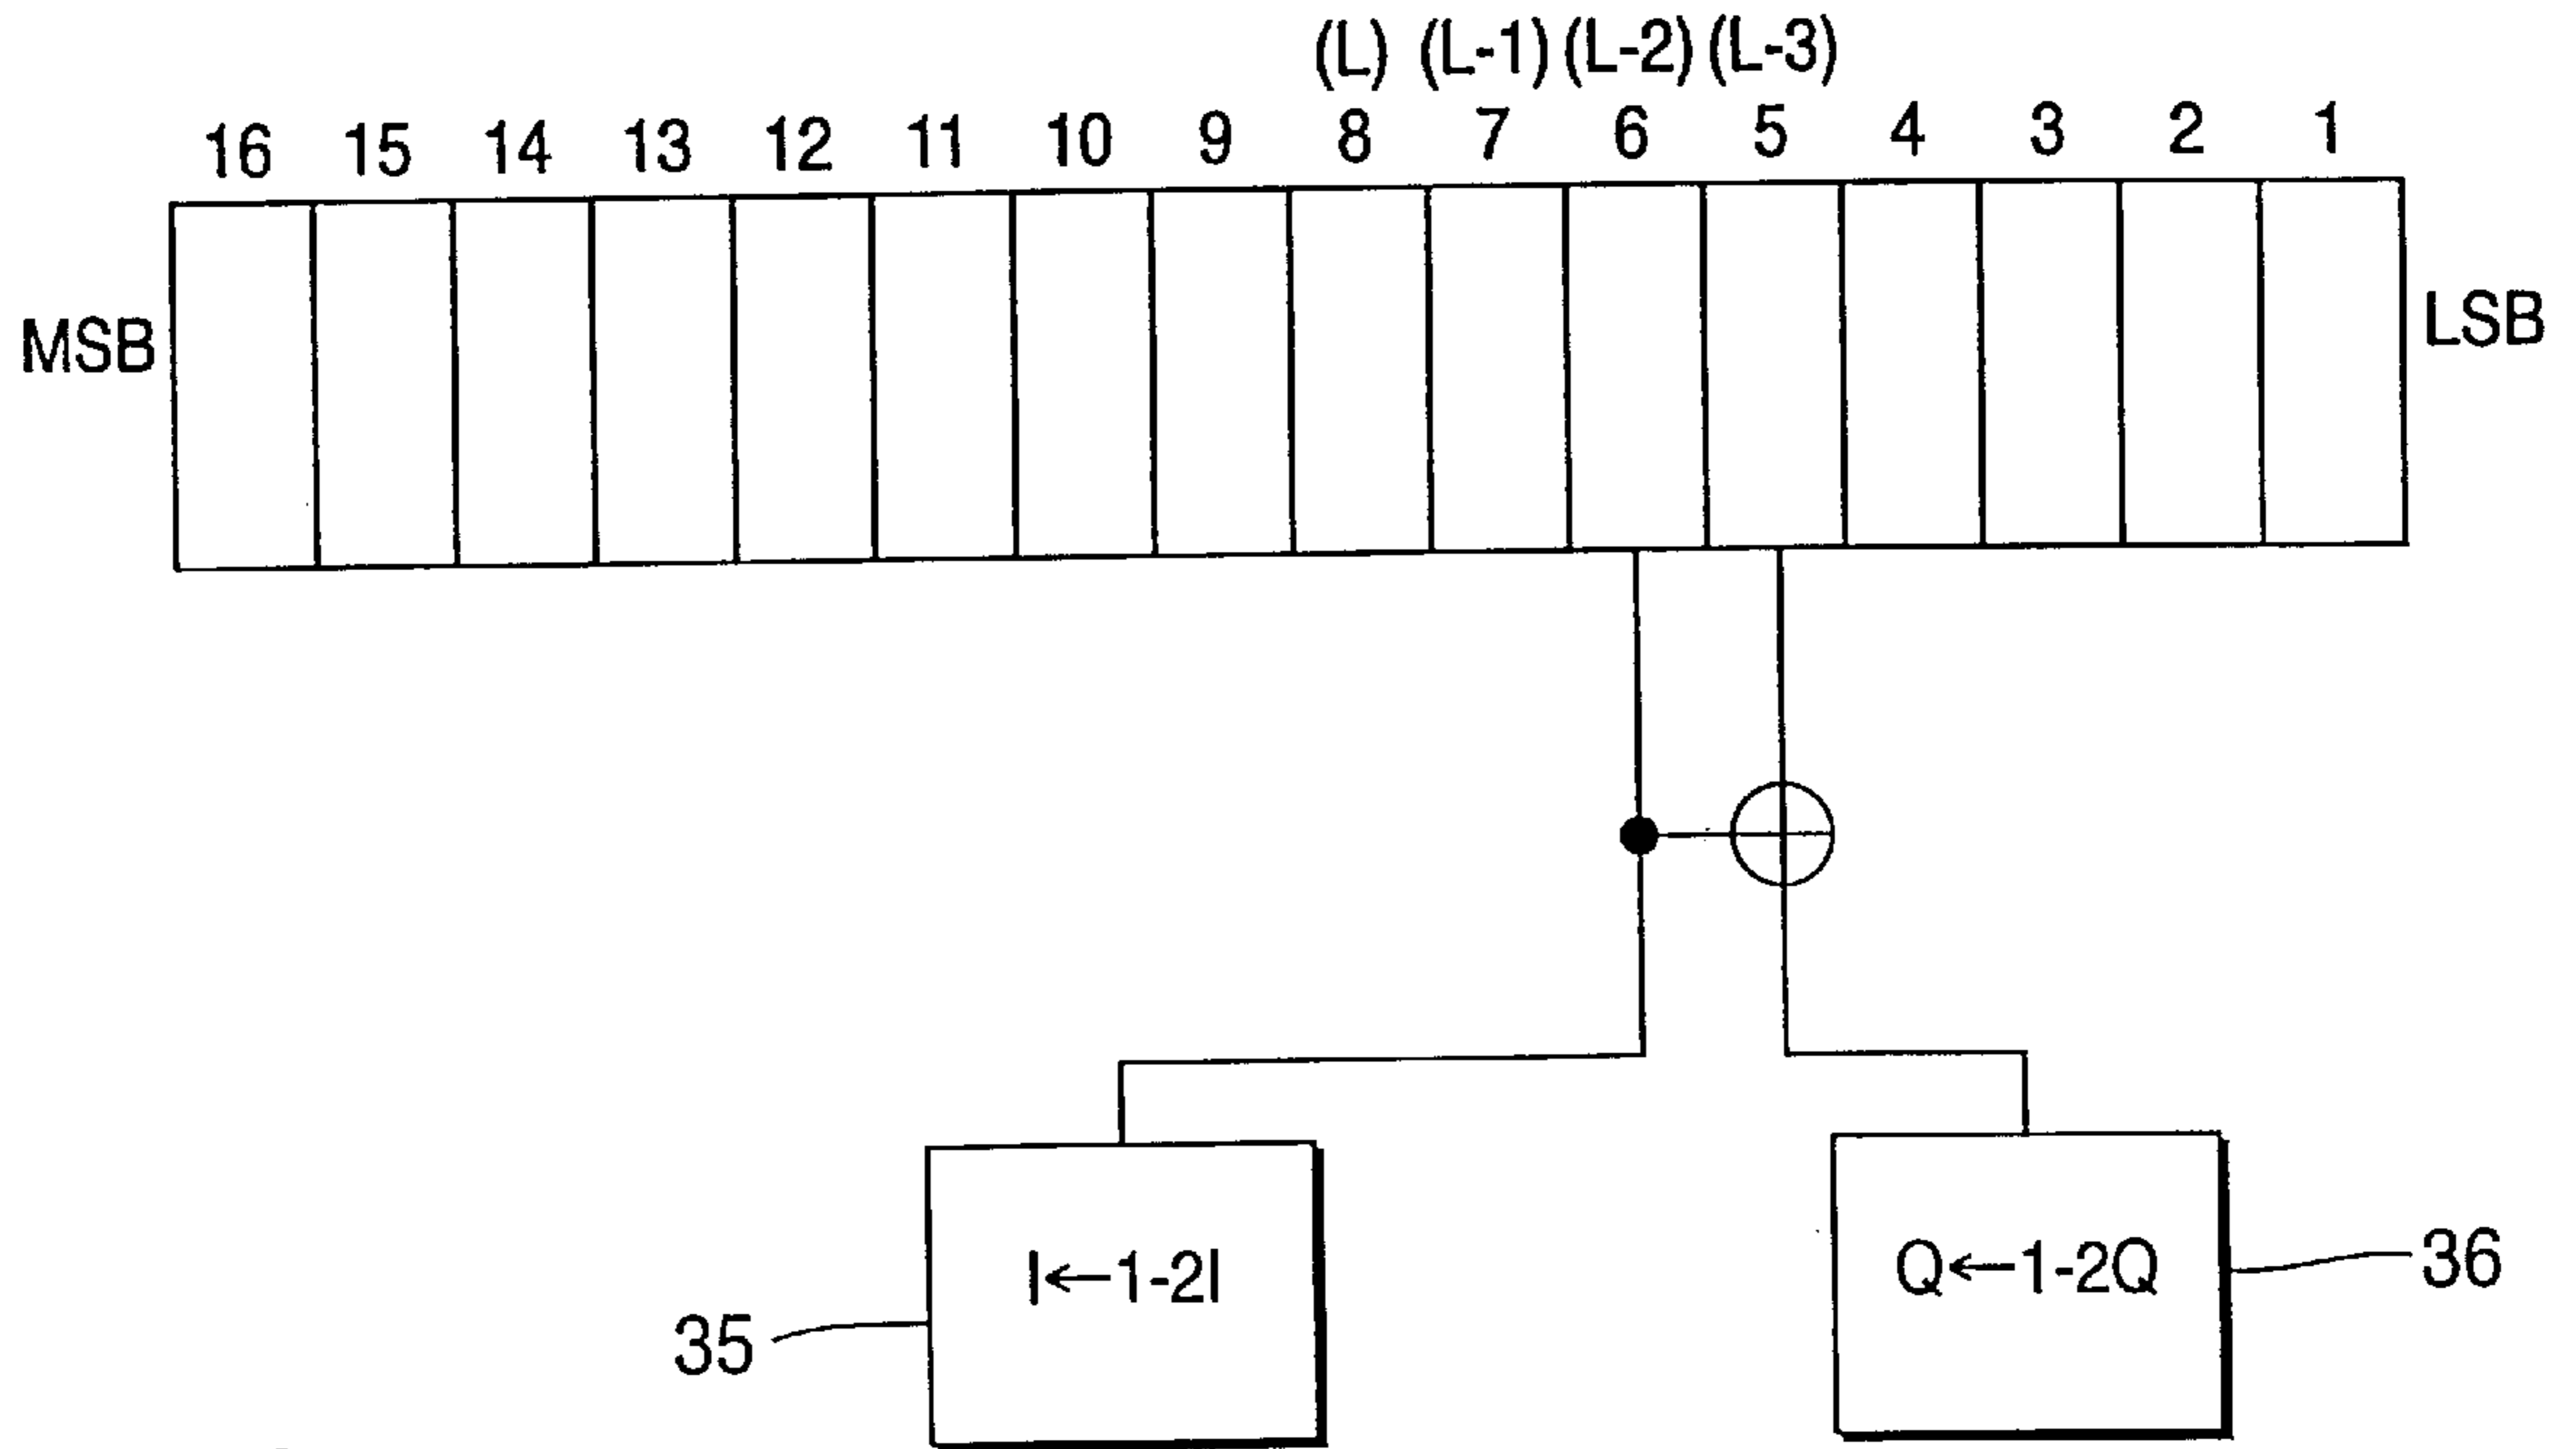 (L) (L-1) (L-2) (L-3)
16 15 14 13 12 11 10 9 8 7 6 5 4 3 2 1
MSB LSB
I←1-2I Q←1-2Q
35 36